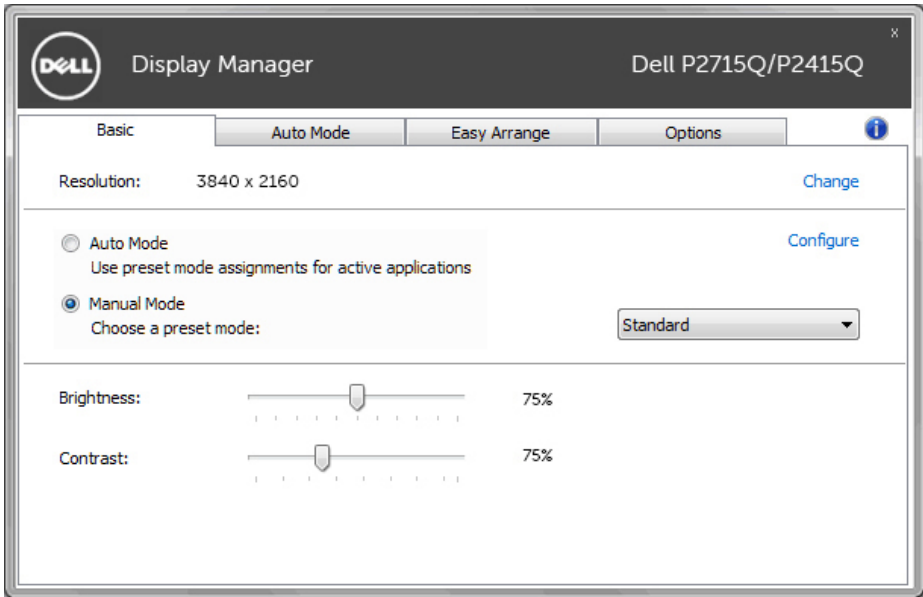 DELL Display Manager Dell P2715Q/P2415Q x
Basic Auto Mode Easy Arrange Options i
Resolution: 3840 x 2160 Change
Auto Mode Configure
Use preset mode assignments for active applications
Manual Mode
Choose a preset mode: Standard
Brightness: 75%
Contrast: 75%